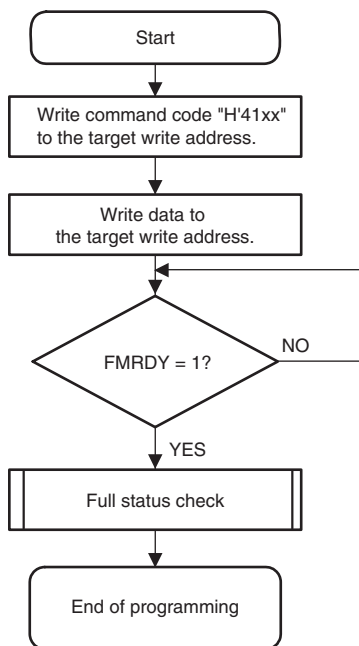 Start
Write command code "H'41xx"
to the target write address.
Write data to
the target write address.
FMRDY = 1?
NO
YES
Full status check
End of programming